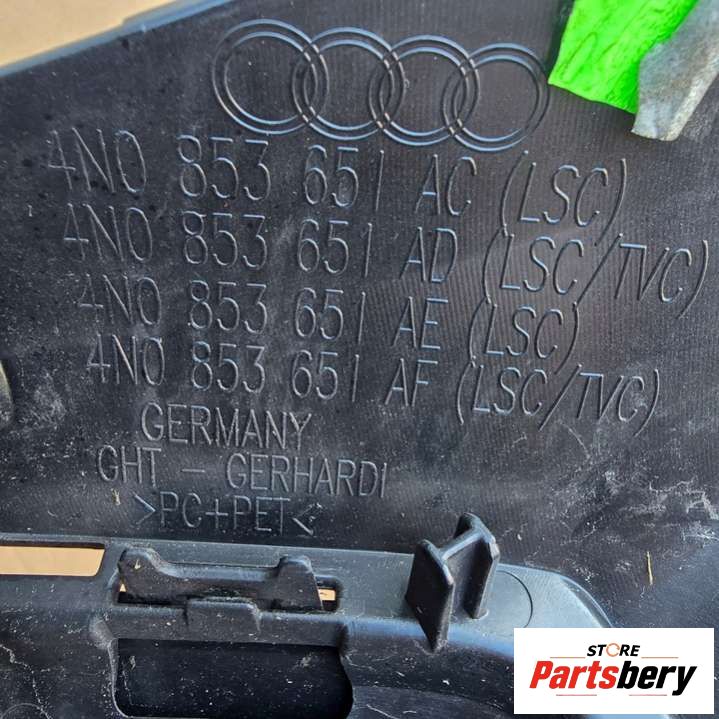 4N0 853 651 AC (LSC)
4N0 853 651 AD (LSC/TVC)
4N0 853 651 AE (LSC)
4N0 853 651 AF (LSC/TVC)
GERMANY
GHT - GERHARDI
>PC+PET<
STORE
Partsbery